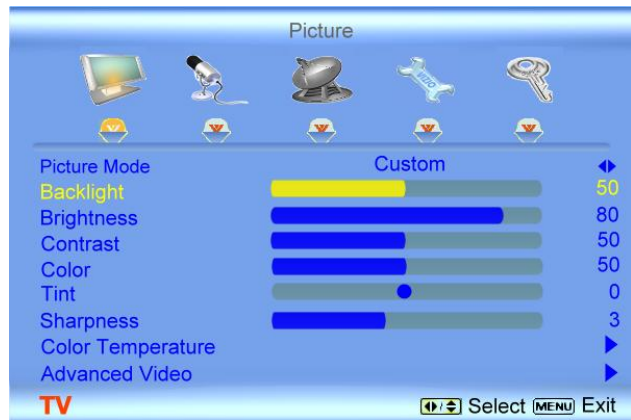 Picture
VIZIO
Picture Mode Custom
Backlight 50
Brightness 80
Contrast 50
Color 50
Tint 0
Sharpness 3
Color Temperature
Advanced Video
TV Select MENU Exit